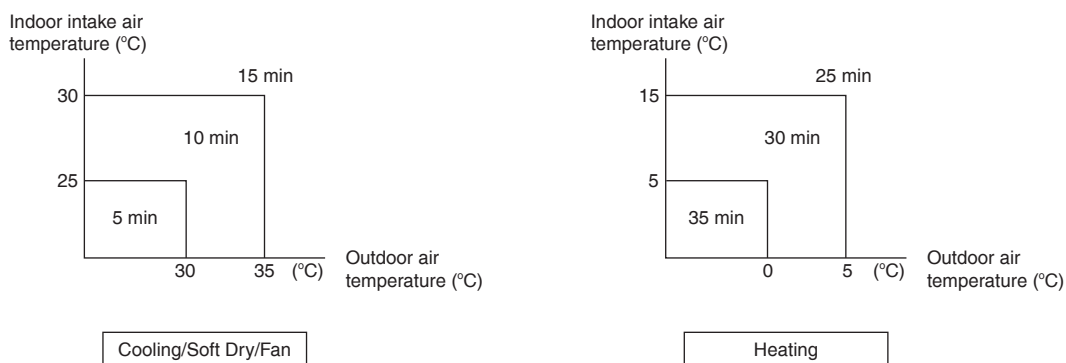 Indoor intake air
temperature (°C)
15 min
30
10 min
25
5 min
30
35
(°C)
Outdoor air
temperature (°C)
Cooling/Soft Dry/Fan
Indoor intake air
temperature (°C)
25 min
15
30 min
5
35 min
0
5
(°C)
Outdoor air
temperature (°C)
Heating